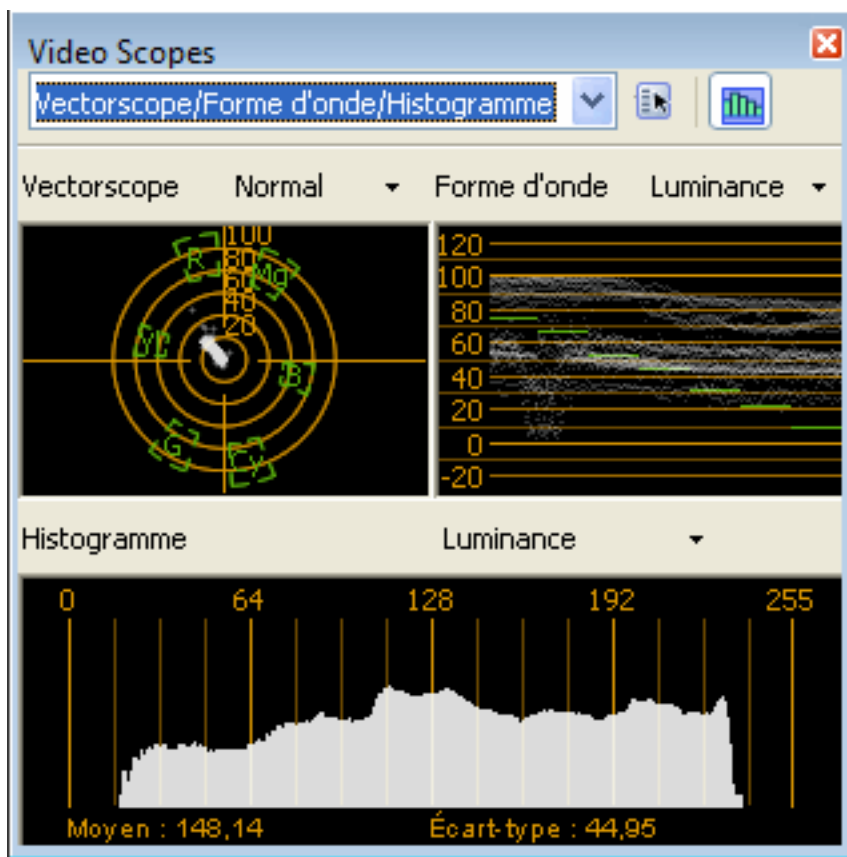 Video Scopes
Vectorscope/Forme d'onde/Histogramme
Vectorscope Normal Forme d'onde Luminance
100
80
60
40
20
R
Mg
Yl
B
G
Cy
120
100
80
60
40
20
0
-20
Histogramme Luminance
0 64 128 192 255
Moyen : 148,14 Écart-type : 44,95